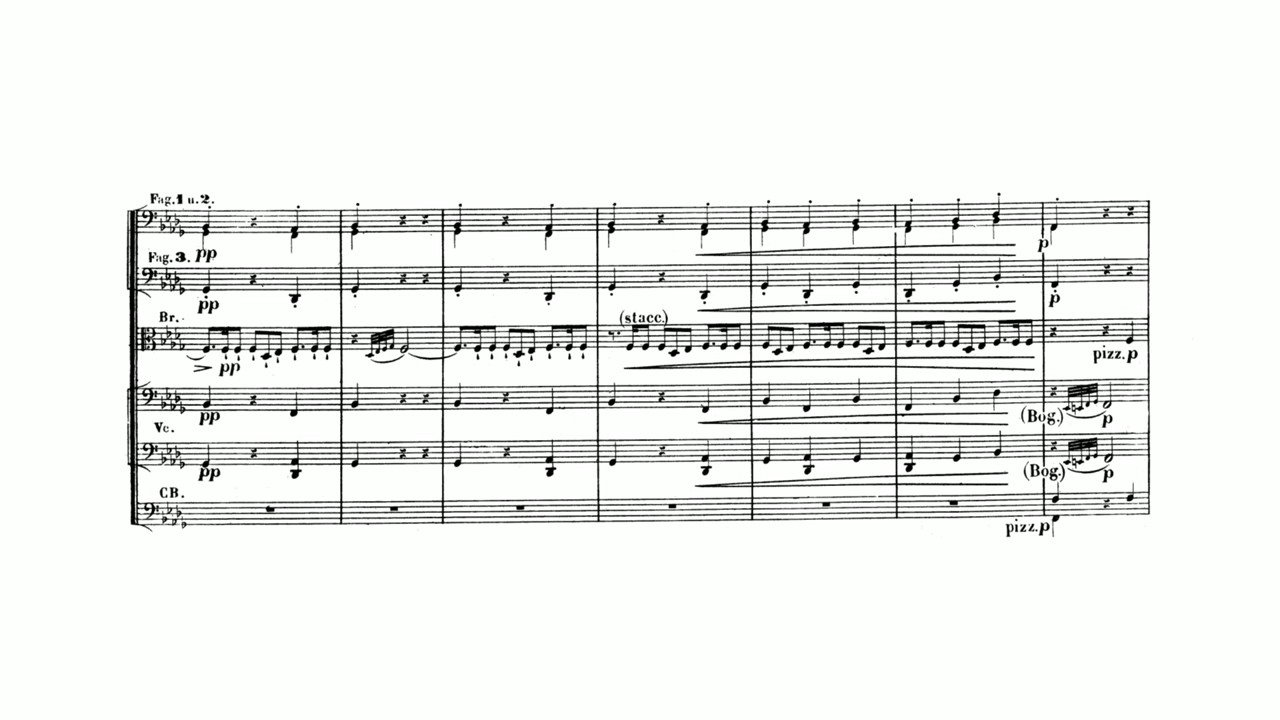 Fag.1 u.2.
pp
Fag.3.
pp
p
p
Br.
(stacc.)
> pp
pizz. p
pp
(Bog.) p
Vc.
pp
(Bog.) p
CB.
pizz. p